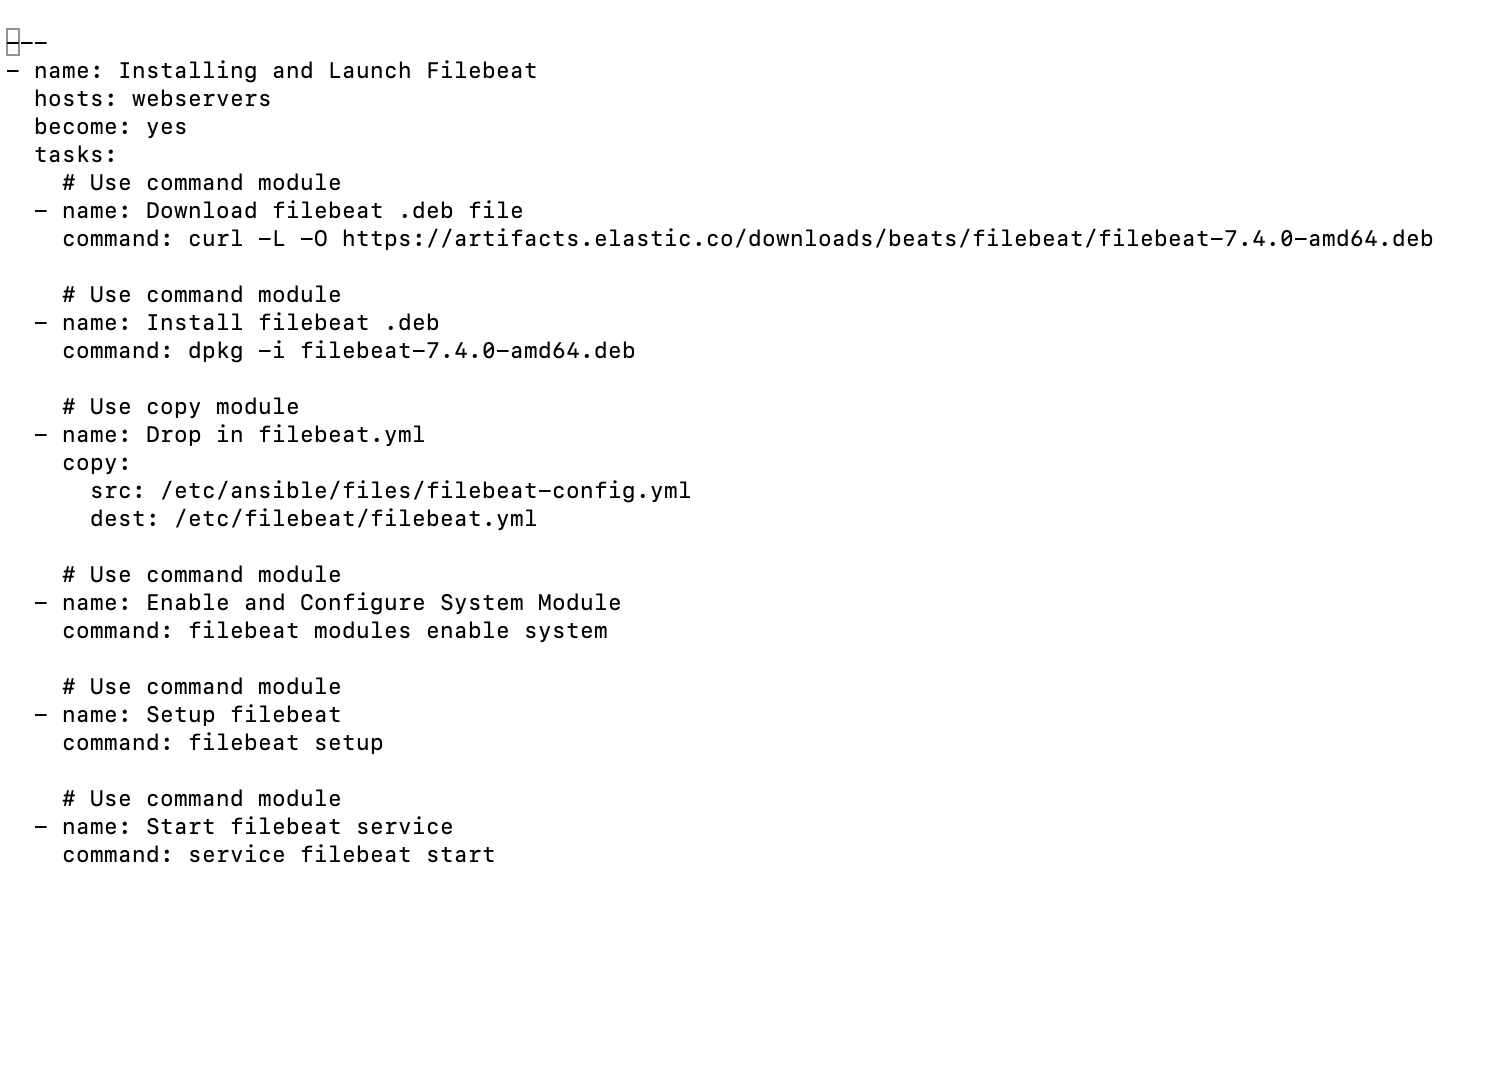 ---
- name: Installing and Launch Filebeat
  hosts: webservers
  become: yes
  tasks:
    # Use command module
  - name: Download filebeat .deb file
    command: curl -L -O https://artifacts.elastic.co/downloads/beats/filebeat/filebeat-7.4.0-amd64.deb

    # Use command module
  - name: Install filebeat .deb
    command: dpkg -i filebeat-7.4.0-amd64.deb

    # Use copy module
  - name: Drop in filebeat.yml
    copy:
      src: /etc/ansible/files/filebeat-config.yml
      dest: /etc/filebeat/filebeat.yml

    # Use command module
  - name: Enable and Configure System Module
    command: filebeat modules enable system

    # Use command module
  - name: Setup filebeat
    command: filebeat setup

    # Use command module
  - name: Start filebeat service
    command: service filebeat start